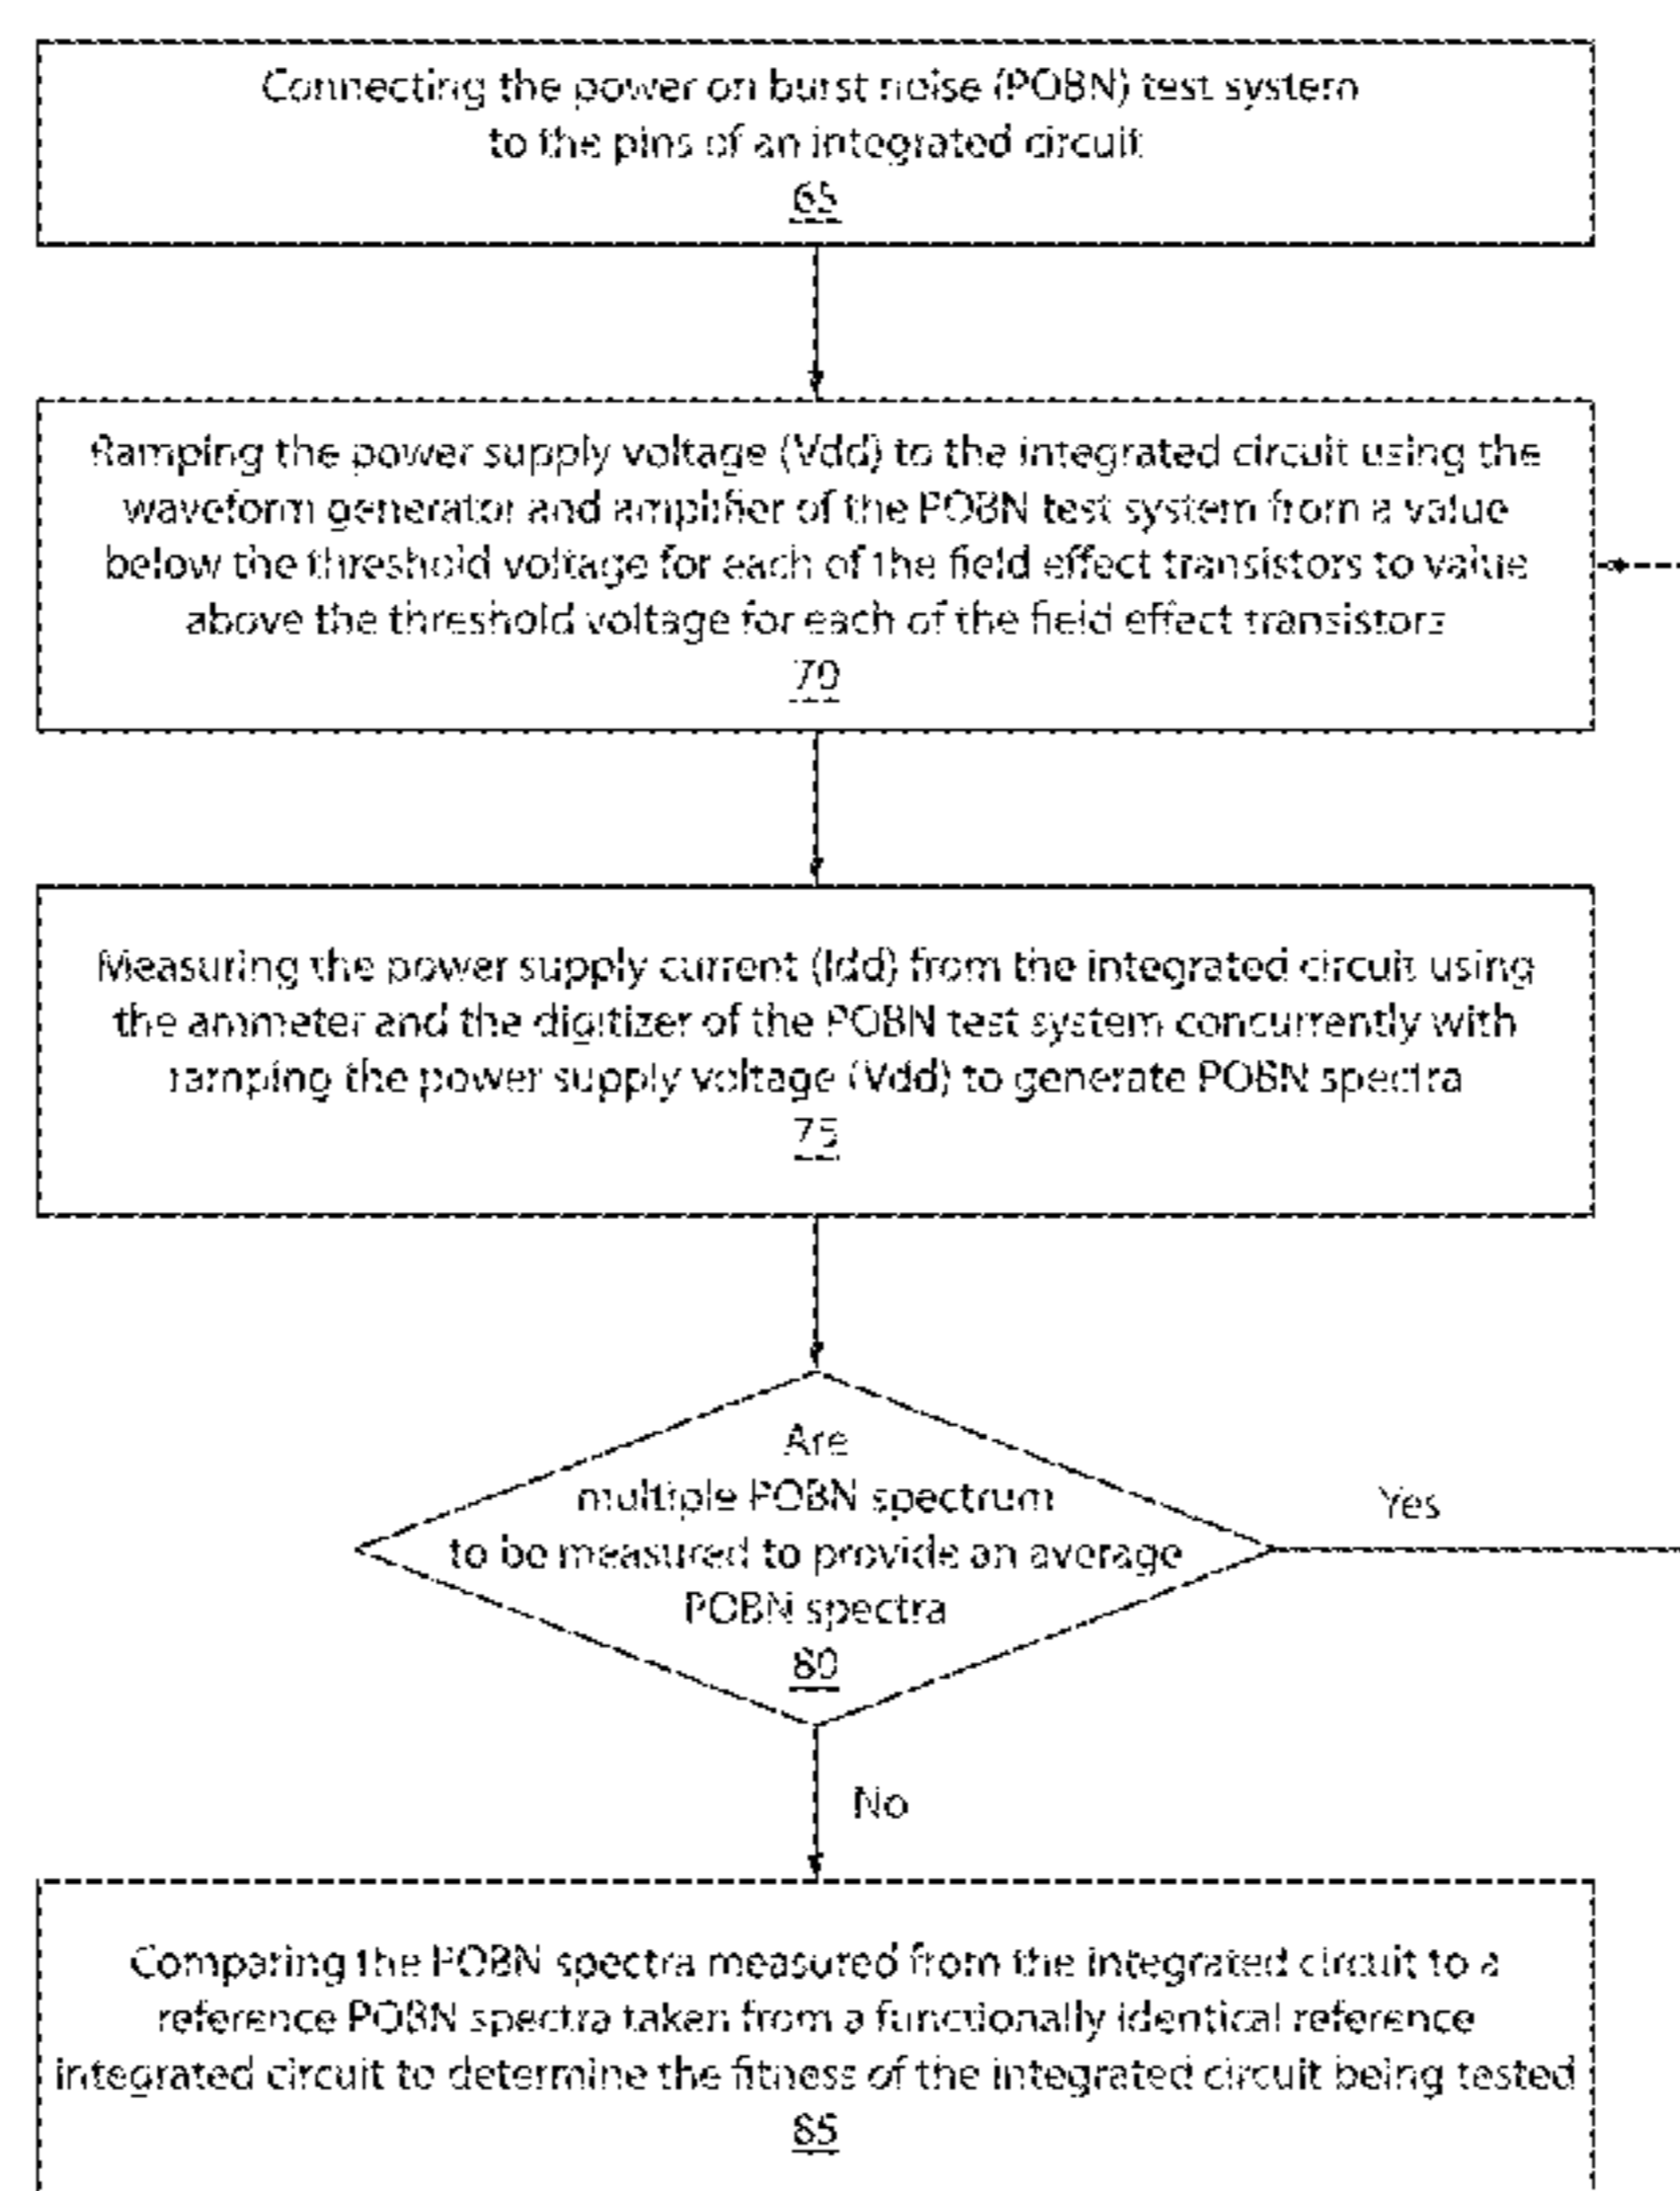 Connecting the power on burst noise (POBN) test system
to the pins of an integrated circuit
65
Ramping the power supply voltage (Vdd) to the integrated circuit using the
waveform generator and amplifier of the POBN test system from a value
below the threshold voltage for each of the field effect transistors to value
above the threshold voltage for each of the field effect transistors
70
Measuring the power supply current (Idd) from the integrated circuit using
the ammeter and the digitizer of the POBN test system concurrently with
ramping the power supply voltage (Vdd) to generate POBN spectra
75
Are
multiple POBN spectrum
to be measured to provide an average
POBN spectra
80
Yes
No
Comparing the POBN spectra measured from the integrated circuit to a
reference POBN spectra taken from a functionally identical reference
integrated circuit to determine the fitness of the integrated circuit being tested
85